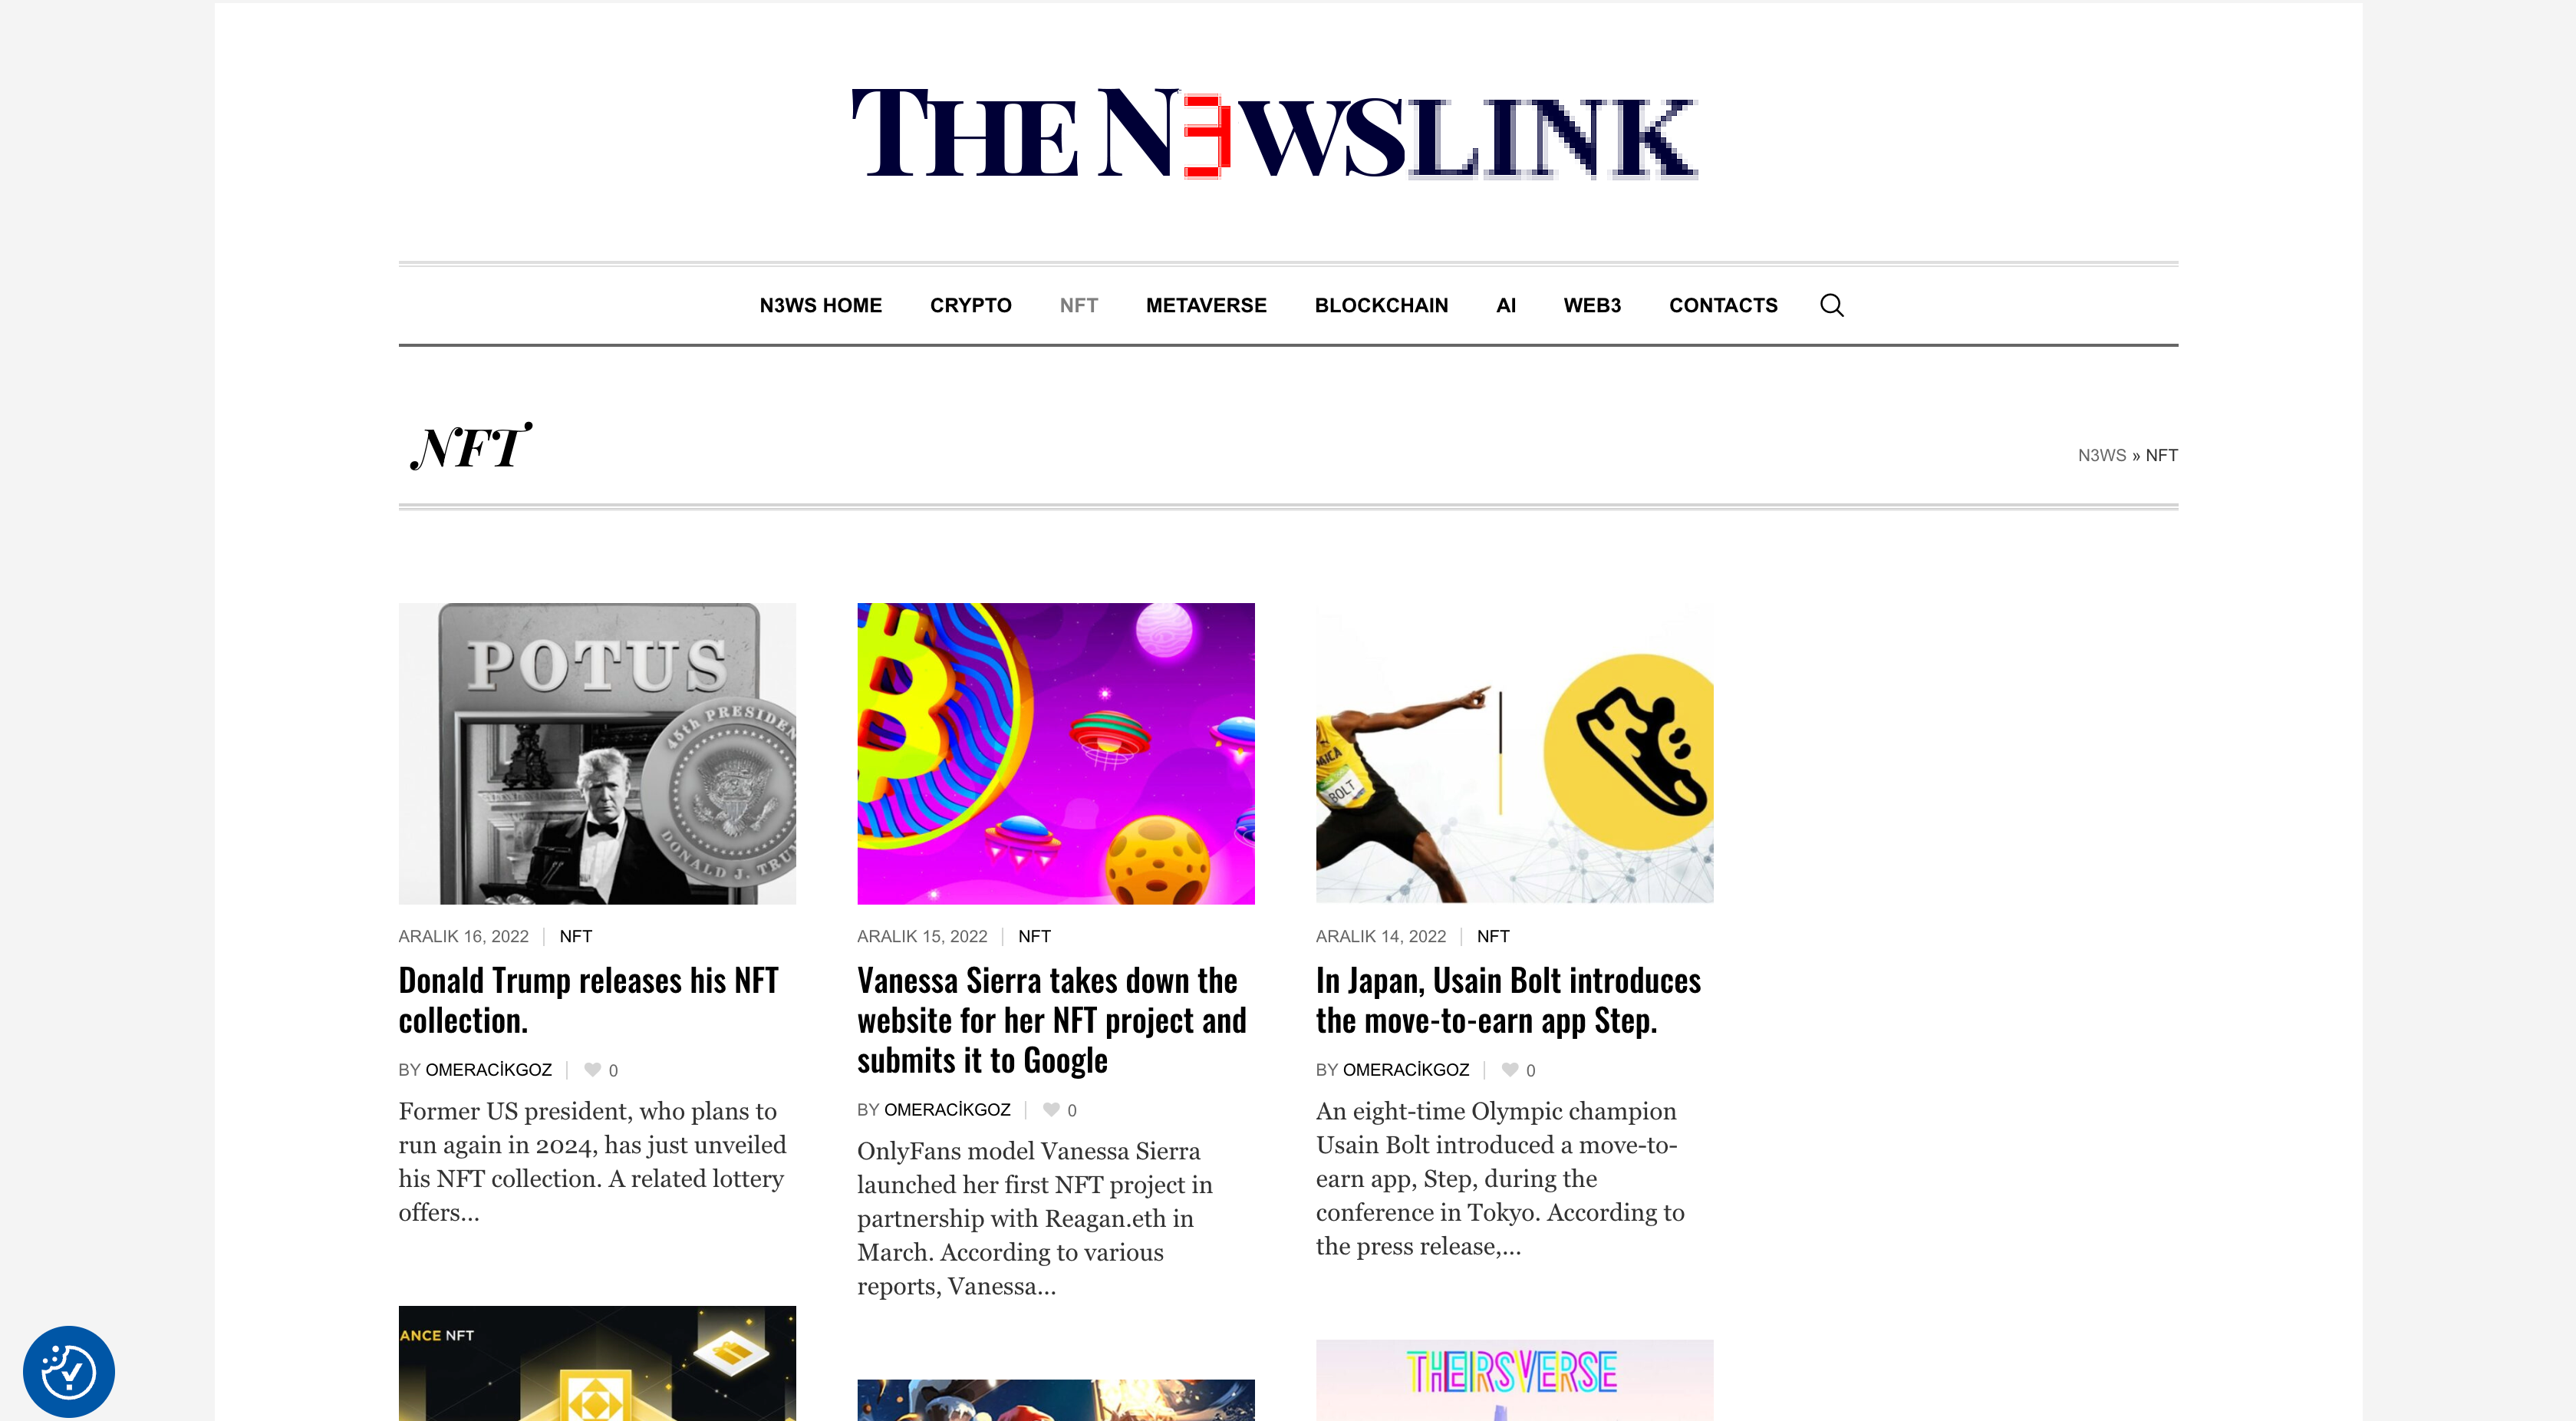 THE NƎWSLINK
N3WS HOME CRYPTO NFT METAVERSE BLOCKCHAIN AI WEB3 CONTACTS
NFT
N3WS » NFT
POTUS
45th PRESIDEN
DONALD J. TRU
ARALIK 16, 2022 | NFT
Donald Trump releases his NFT
collection.
BY OMERACİKGOZ | 0
Former US president, who plans to
run again in 2024, has just unveiled
his NFT collection. A related lottery
offers...
ANCE NFT
ARALIK 15, 2022 | NFT
Vanessa Sierra takes down the
website for her NFT project and
submits it to Google
BY OMERACİKGOZ | 0
OnlyFans model Vanessa Sierra
launched her first NFT project in
partnership with Reagan.eth in
March. According to various
reports, Vanessa...
AICA
BOLT
ARALIK 14, 2022 | NFT
In Japan, Usain Bolt introduces
the move-to-earn app Step.
BY OMERACİKGOZ | 0
An eight-time Olympic champion
Usain Bolt introduced a move-to-
earn app, Step, during the
conference in Tokyo. According to
the press release,...
THEIRSVERSE